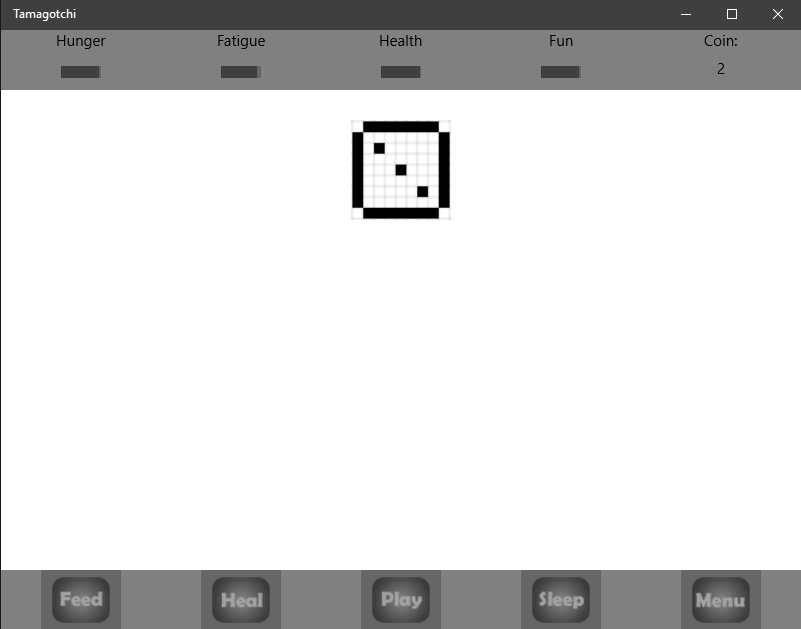 Tamagotchi
Hunger Fatigue Health Fun Coin:
2
Feed Heal Play Sleep Menu